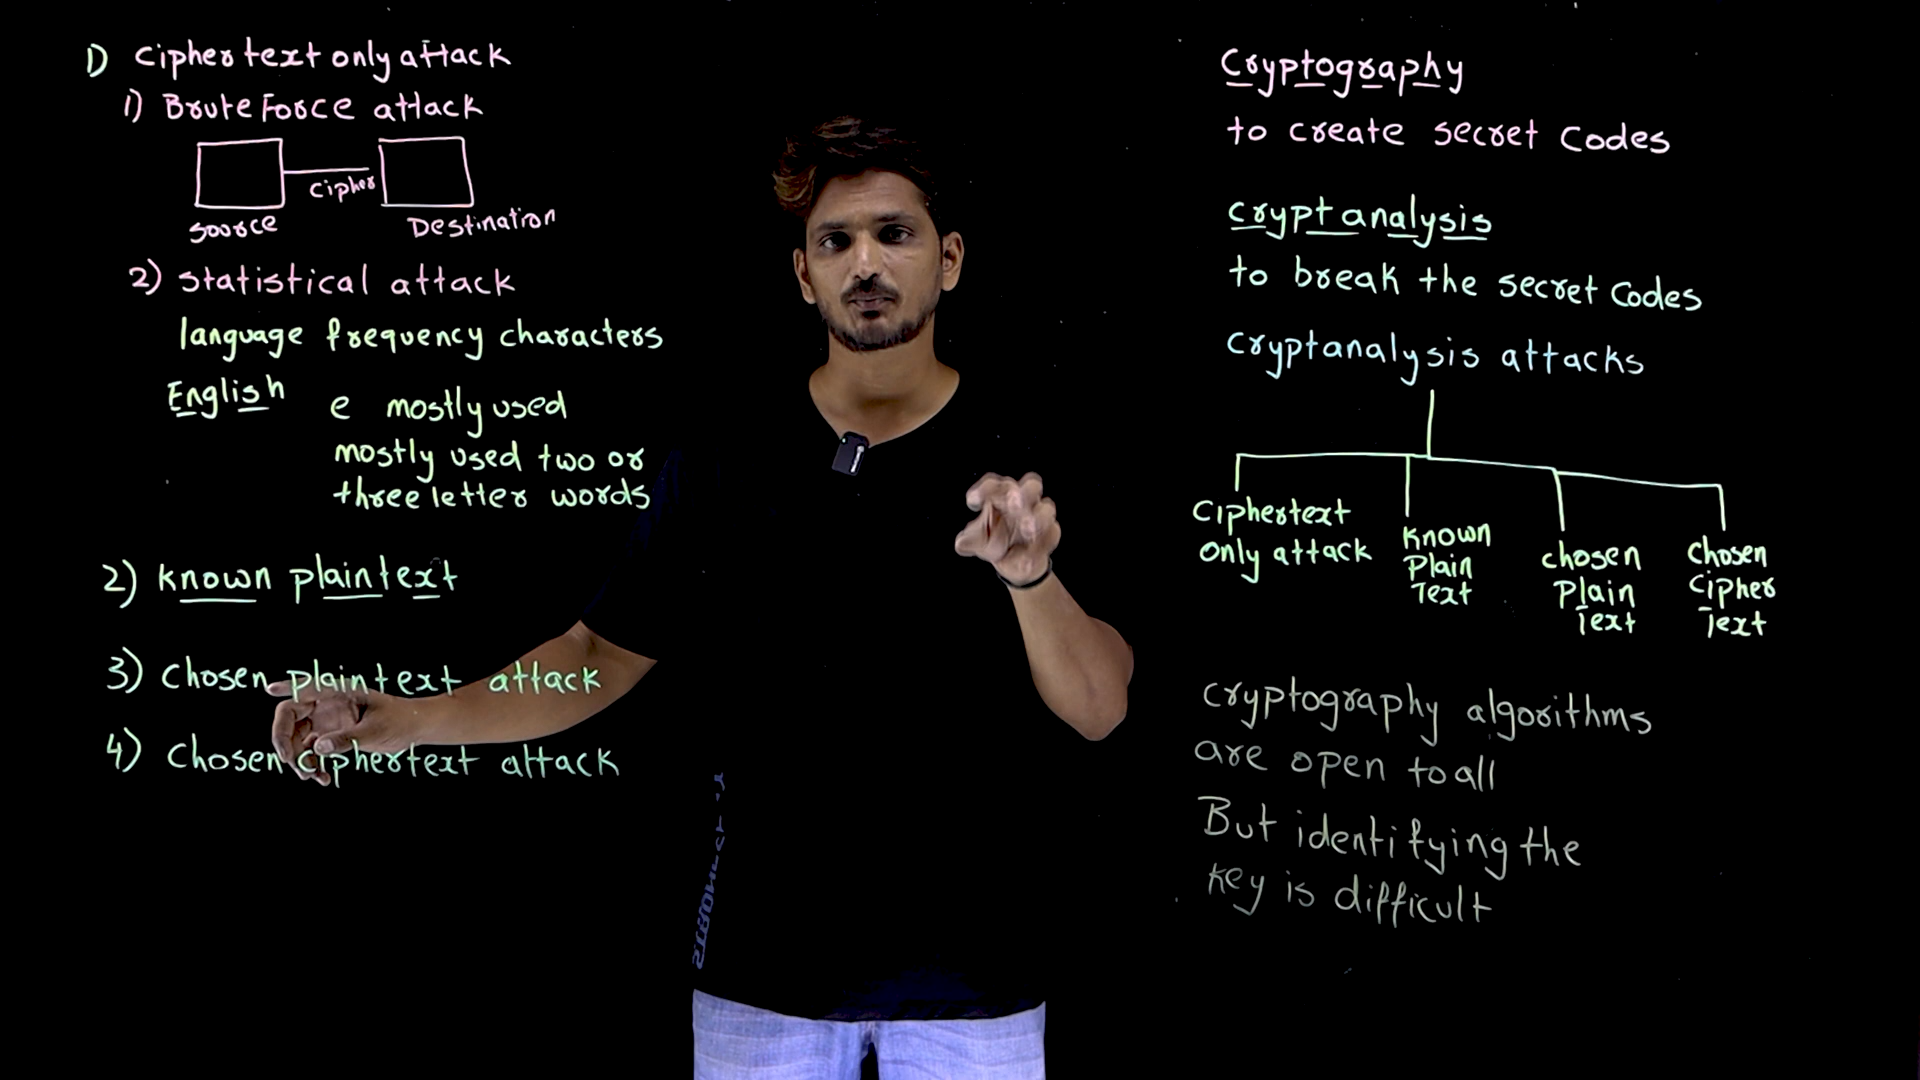 1) Ciphertext only attack
1) BruteForce attack
Cipher
Source
Destination
2) statistical attack
language frequency characters
English
e mostly used
mostly used two or
three letter words
2) known plaintext
3) Chosen plaintext attack
4) Chosen ciphertext attack
Cryptography
to create secret Codes
cryptanalysis
to break the secret Codes
cryptanalysis attacks
Ciphertext
Only attack
Known
Plain
Text
Chosen
Plain
Text
Chosen
Cipher
Text
cryptography algorithms
are open to all
But identifying the
key is difficult